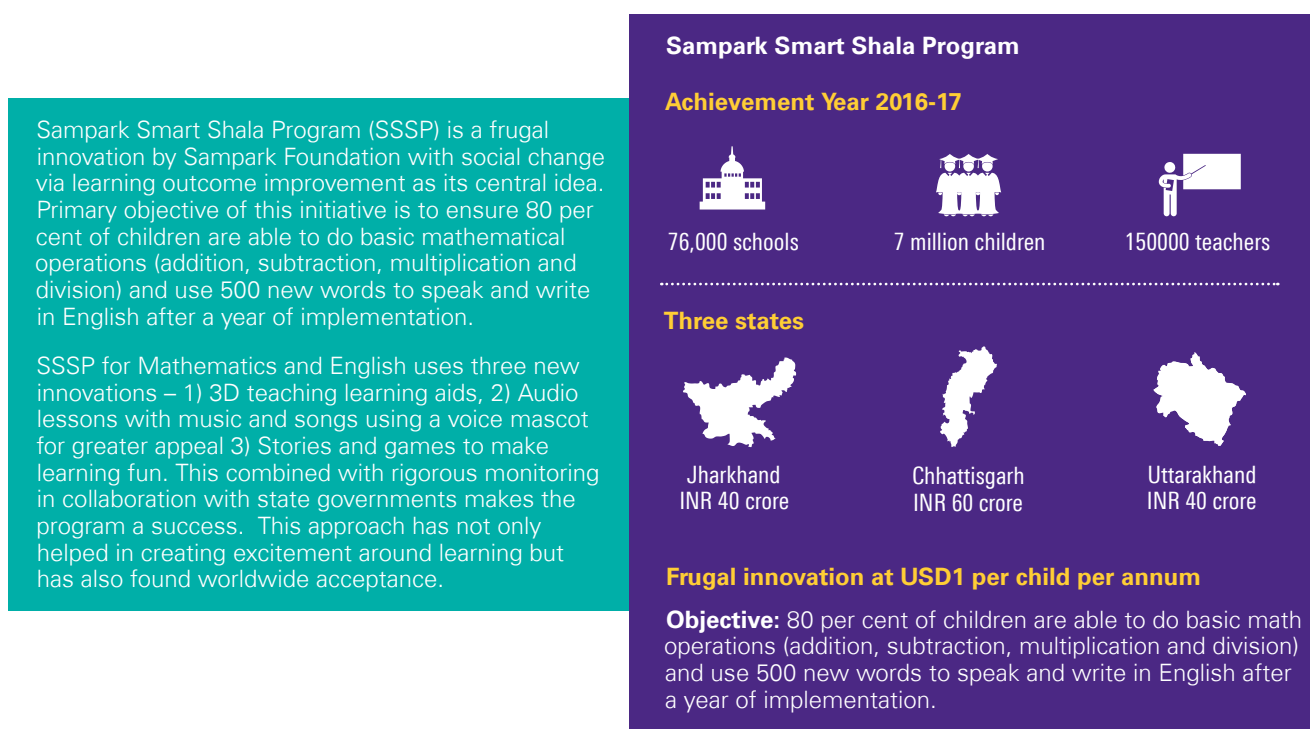 Sampark Smart Shala Program (SSSP) is a frugal
innovation by Sampark Foundation with social change
via learning outcome improvement as its central idea.
Primary objective of this initiative is to ensure 80 per
cent of children are able to do basic mathematical
operations (addition, subtraction, multiplication and
division) and use 500 new words to speak and write
in English after a year of implementation.
SSSP for Mathematics and English uses three new
innovations – 1) 3D teaching learning aids, 2) Audio
lessons with music and songs using a voice mascot
for greater appeal 3) Stories and games to make
learning fun. This combined with rigorous monitoring
in collaboration with state governments makes the
program a success. This approach has not only
helped in creating excitement around learning but
has also found worldwide acceptance.
Sampark Smart Shala Program
Achievement Year 2016-17
76,000 schools
7 million children
150000 teachers
Three states
Jharkhand
INR 40 crore
Chhattisgarh
INR 60 crore
Uttarakhand
INR 40 crore
Frugal innovation at USD1 per child per annum
Objective: 80 per cent of children are able to do basic math
operations (addition, subtraction, multiplication and division)
and use 500 new words to speak and write in English after
a year of implementation.